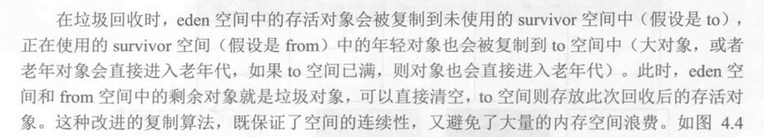 在垃圾回收时，eden 空间中的存活对象会被复制到未使用的 survivor 空间中（假设是 to），
正在使用的 survivor 空间（假设是 from）中的年轻对象也会被复制到 to 空间中（大对象，或者
老年对象会直接进入老年代，如果 to 空间已满，则对象也会直接进入老年代）。此时，eden 空
间和 from 空间中的剩余对象就是垃圾对象，可以直接清空，to 空间则存放此次回收后的存活对
象。这种改进的复制算法，既保证了空间的连续性，又避免了大量的内存空间浪费。如图 4.4